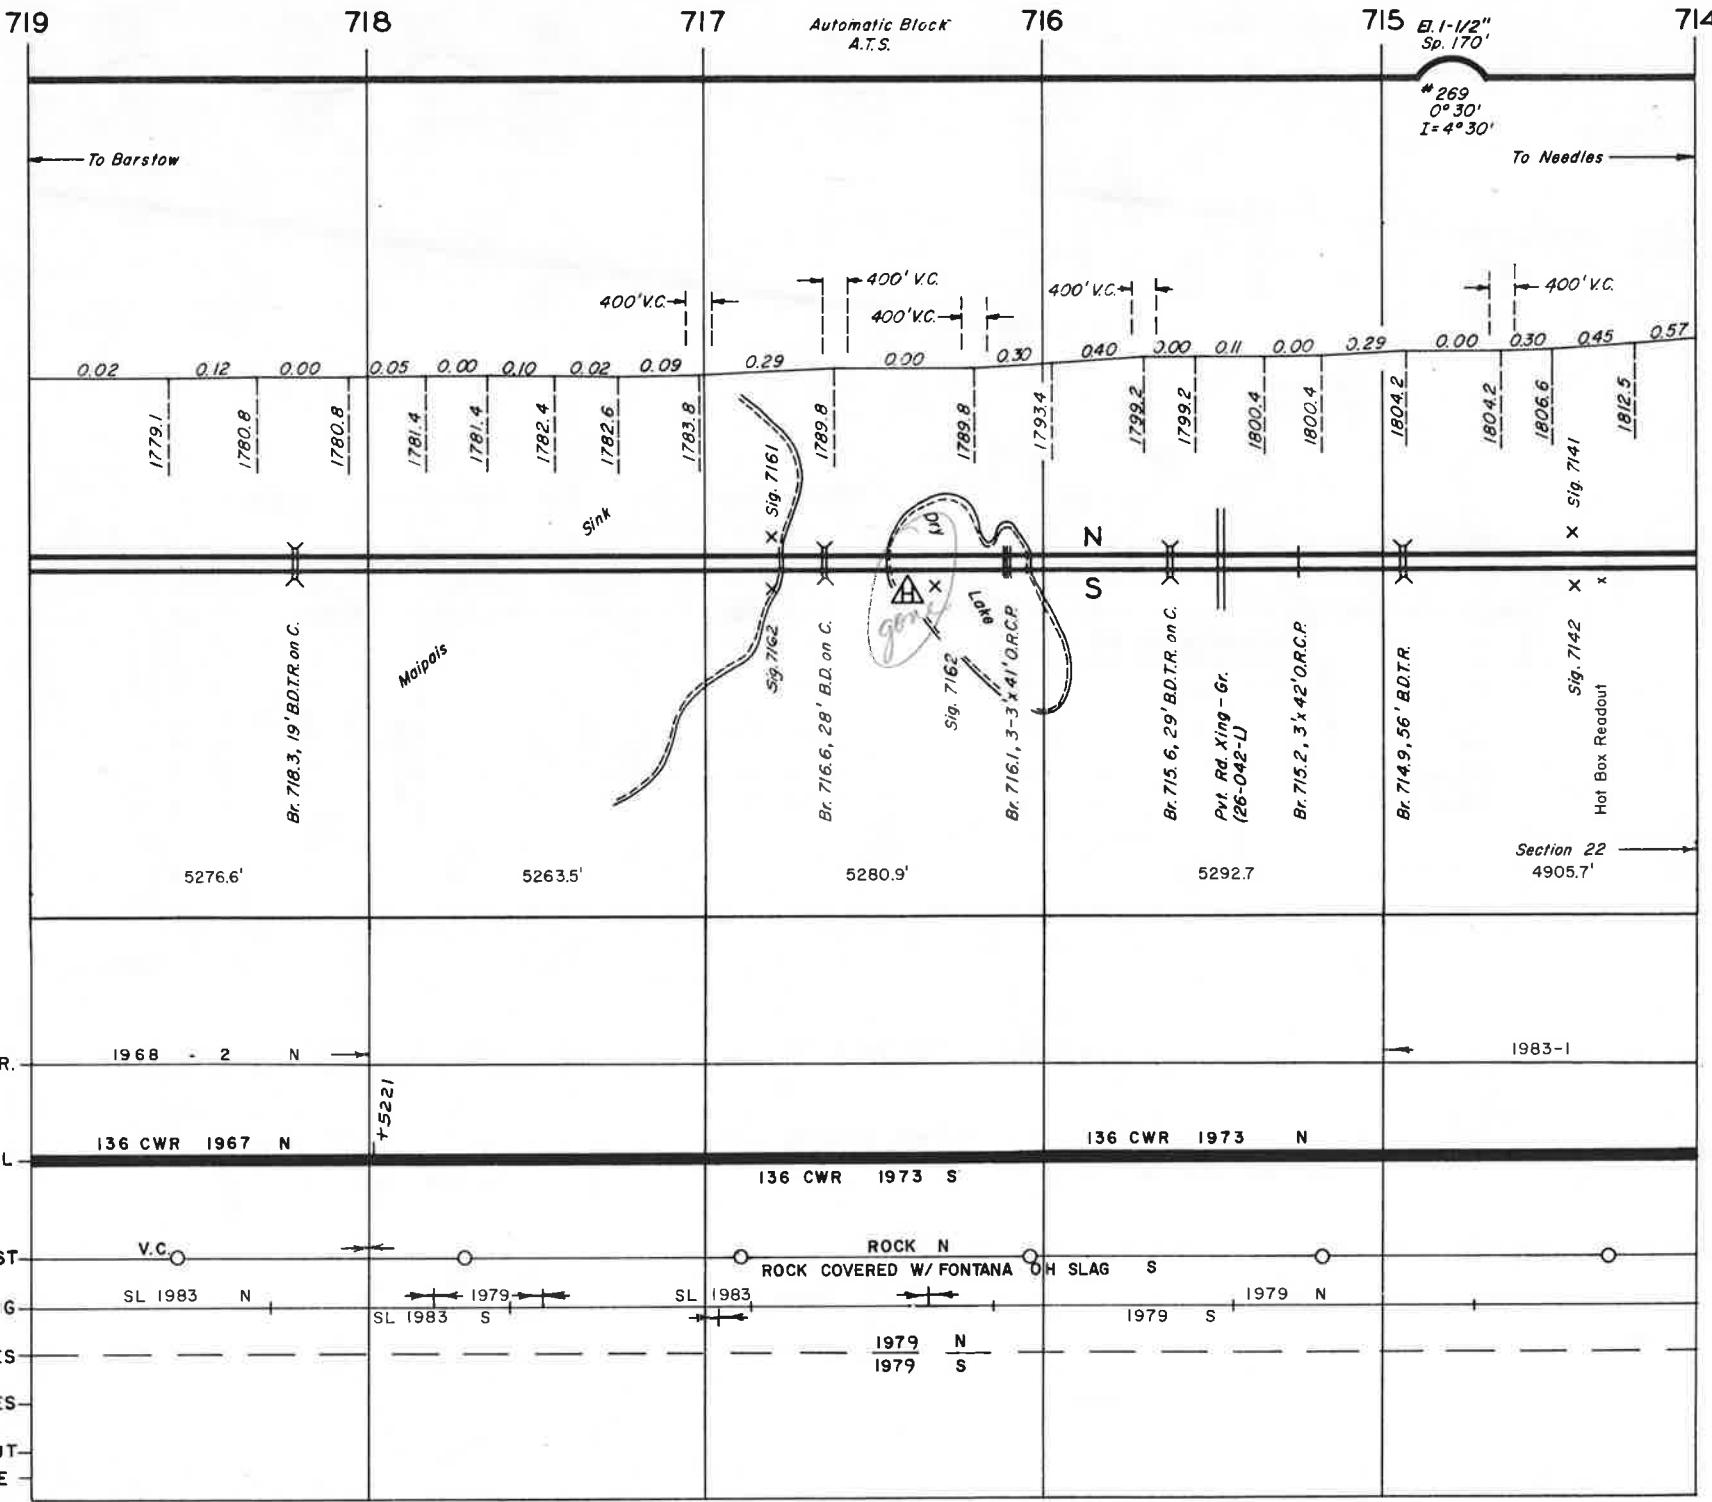 719 718 717 716 715 714
Automatic Block
A.T.S.
El. 1-1/2"
Sp. 170'
#269
0° 30'
I = 4° 30'
To Barstow
To Needles
400' V.C.
400' V.C.
400' V.C.
400' V.C.
400' V.C.
0.02 0.12 0.00 0.05 0.00 0.10 0.02 0.09 0.29 0.00 0.30 0.40 0.00 0.11 0.00 0.29 0.00 0.30 0.45 0.57
1779.1 1780.8 1780.8 1781.4 1781.4 1782.4 1782.6 1783.8 1789.8 1789.8 1793.4 1799.2 1799.2 1800.4 1800.4 1804.2 1804.2 1806.6 1812.5
Sig. 7161
Sig. 7141
Sink
Dry
N
S
H
gone
Lake
Maipais
Br. 718.3, 19' B.D.T.R. on C.
Sig. 7162
Br. 716.6, 28' B.D. on C.
Sig. 7162
Br. 716.1, 3-3' x 41' O.R.C.P.
Br. 715.6, 29' B.D.T.R. on C.
Pvt. Rd. Xing - Gr.
(26-042-L)
Br. 715.2, 3' x 42' O.R.C.P.
Br. 714.9, 56' B.D.T.R.
Sig. 7142
Hot Box Readout
Section 22
5276.6' 5263.5' 5280.9' 5292.7 4905.7'
R.
1968 - 2 N
1983-1
+5221
L
136 CWR 1967 N
136 CWR 1973 N
136 CWR 1973 S
ST
V.C.
ROCK N
ROCK COVERED W/ FONTANA OH SLAG S
G
SL 1983 N
1979
SL 1983
1979 N
SL 1983 S
1979 S
ES
1979 N
1979 S
ES
UT
E